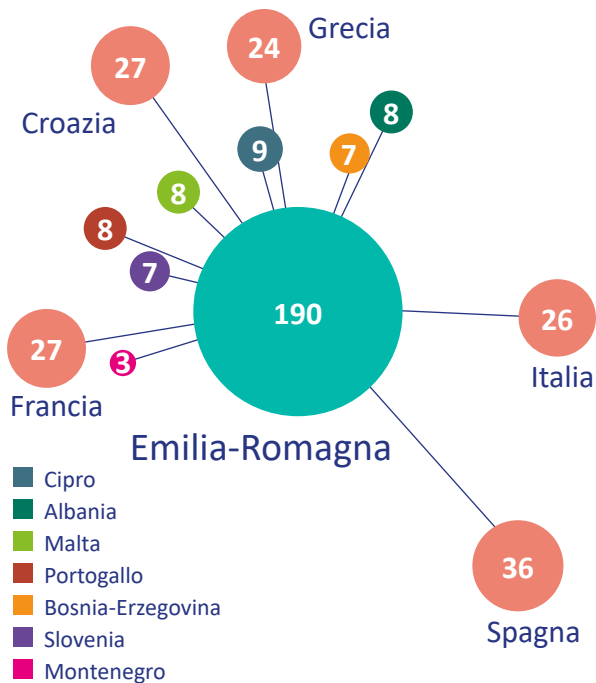 Grecia
24
27
Croazia
8
9
7
8
8
7
190
26
27
3
Italia
Francia
Emilia-Romagna
Cipro
Albania
Malta
36
Portogallo
Bosnia-Erzegovina
Spagna
Slovenia
Montenegro